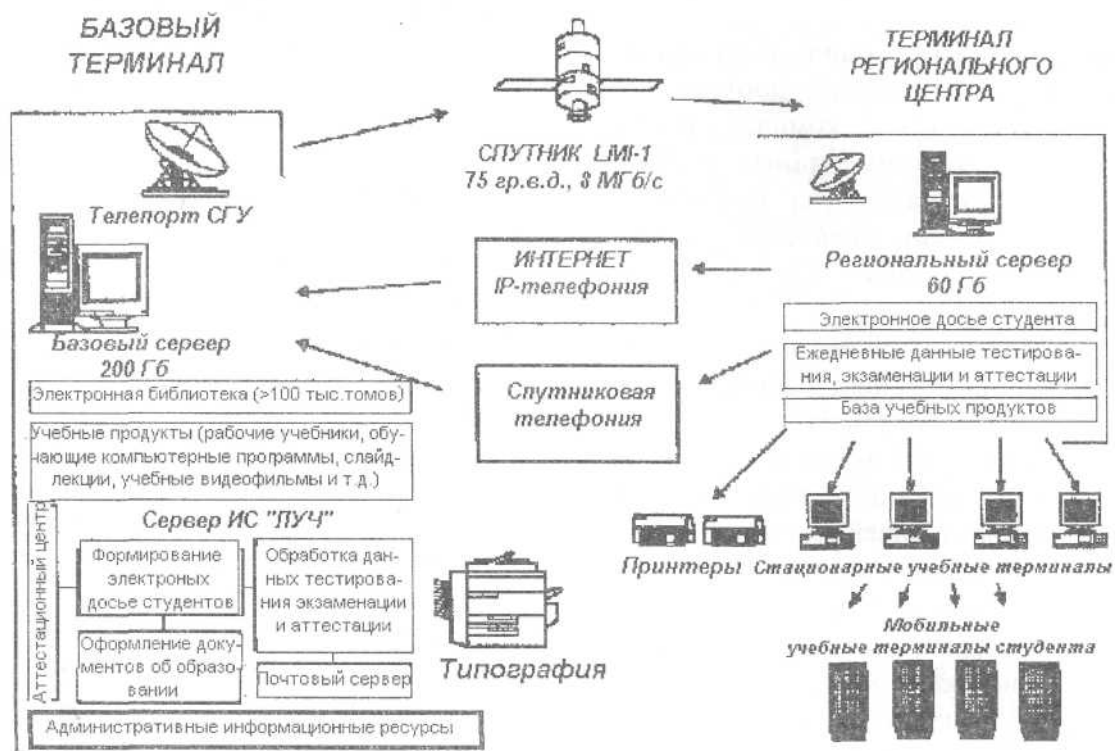 БАЗОВЫЙ
ТЕРМИНАЛ
Телепорт СГУ
Базовый сервер
200 Гб
Электронная библиотека (>100 тыс.томов)
Учебные продукты (рабочие учебники, обу-
чающие компьютерные программы, слайд-
лекции, учебные видеофильмы и т.д.)
Аттестационный центр
Сервер ИС "ЛУЧ"
Формирование
электроных
досье студентов
Оформление доку-
ментов об образо-
вании
Обработка дан-
ных тестирова-
ния экзаменации
и аттестации
Почтовый сервер
Административные информационные ресурсы
СПУТНИК LMI-1
75 гр.в.д., 8 МГб/с
ИНТЕРНЕТ
IP-телефония
Спутниковая
телефония
Типография
ТЕРМИНАЛ
РЕГИОНАЛЬНОГО
ЦЕНТРА
Региональный сервер
60 Гб
Электронное досье студента
Ежедневные данные тестирова-
ния, экзаменации и аттестации
База учебных продуктов
Принтеры
Стационарные учебные терминалы
Мобильные
учебные терминалы студента